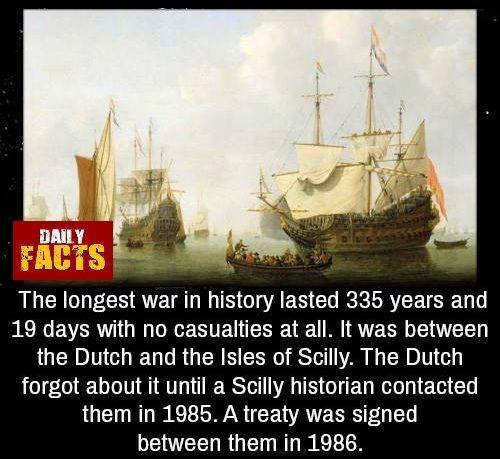 DAILY
FACTS
The longest war in history lasted 335 years and
19 days with no casualties at all. It was between
the Dutch and the Isles of Scilly. The Dutch
forgot about it until a Scilly historian contacted
them in 1985. A treaty was signed
between them in 1986.